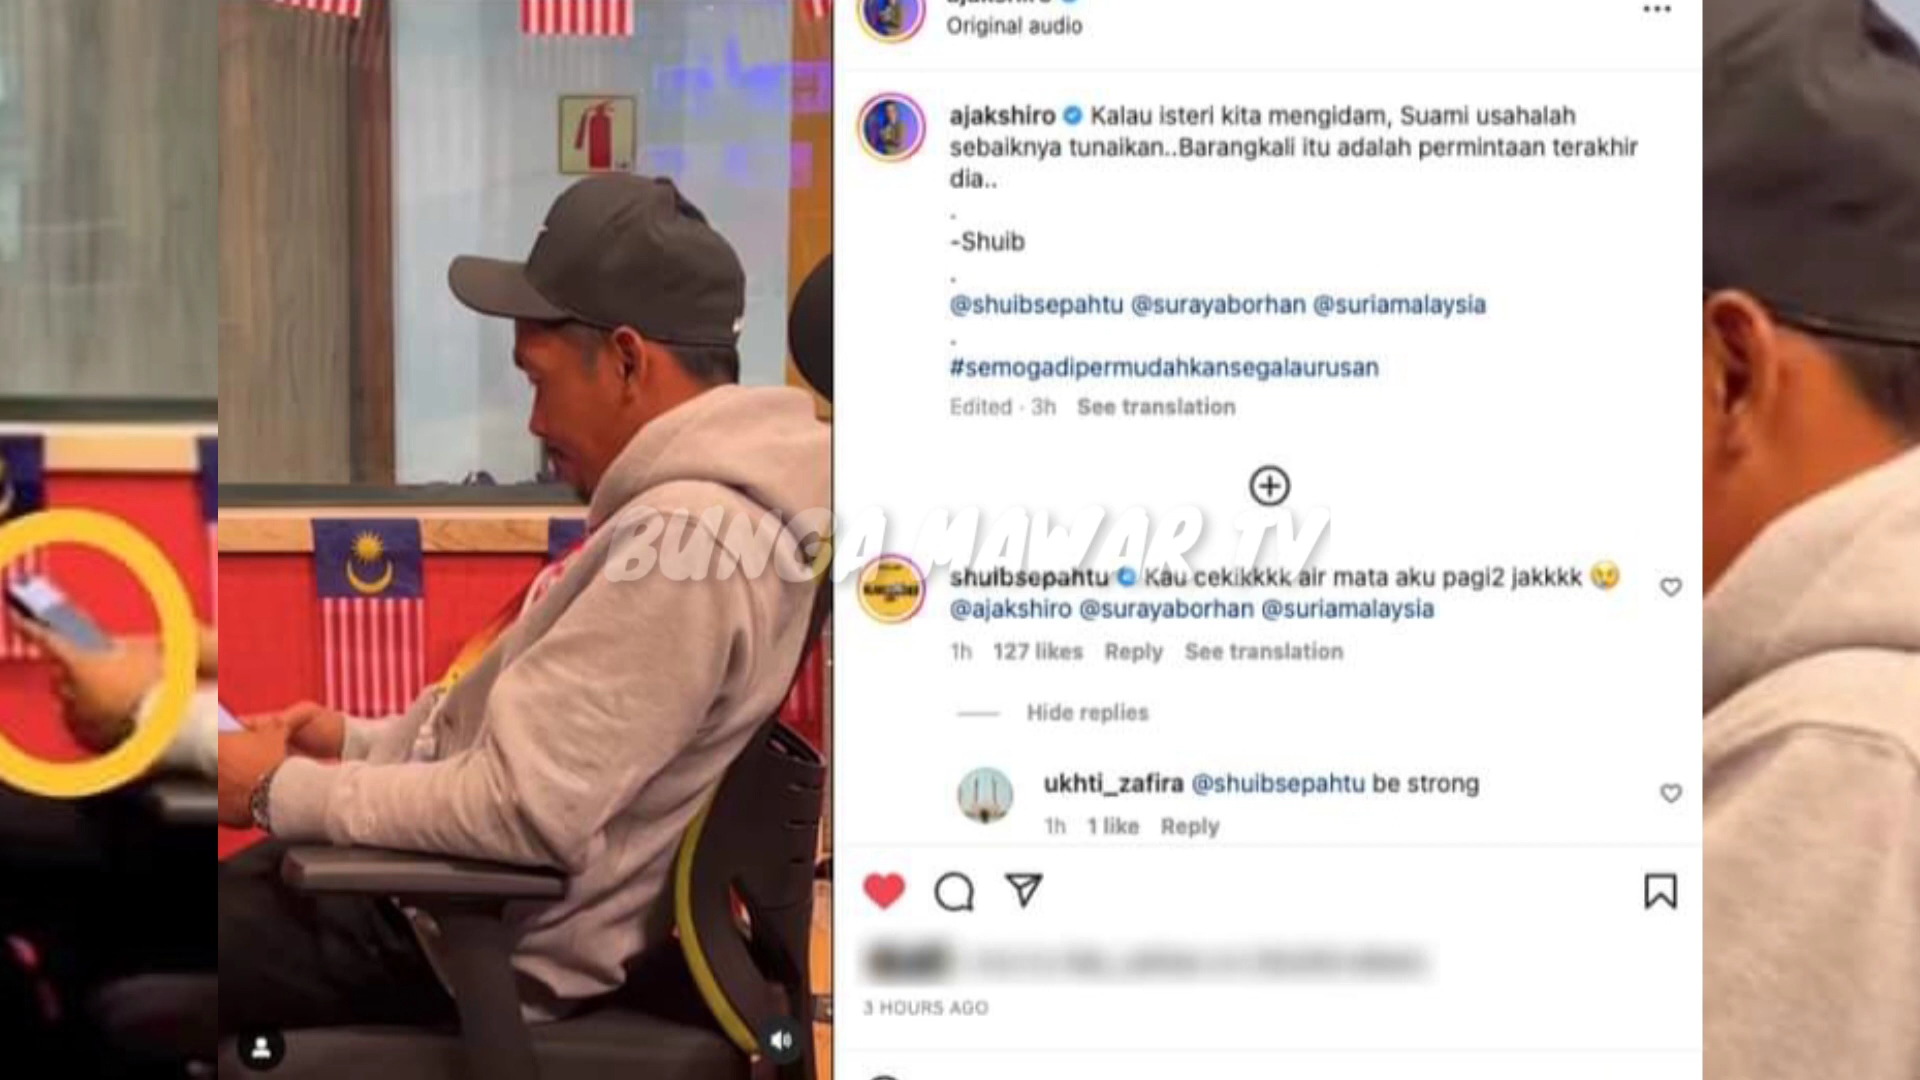 Original audio
ajakshiro Kalau isteri kita mengidam, Suami usahalah
sebaiknya tunaikan..Barangkali itu adalah permintaan terakhir
dia..
.
-Shuib
.
@shuibsepahtu @surayaborhan @suriamalaysia
.
#semogadipermudahkansegalaurusan
Edited · 3h See translation
BUNGA MAWAR TV
shuibsepahtu Kau cekikkkk air mata aku pagi2 jakkkk 😢
@ajakshiro @surayaborhan @suriamalaysia
1h 127 likes Reply See translation
Hide replies
ukhti_zafira @shuibsepahtu be strong
1h 1 like Reply
3 HOURS AGO